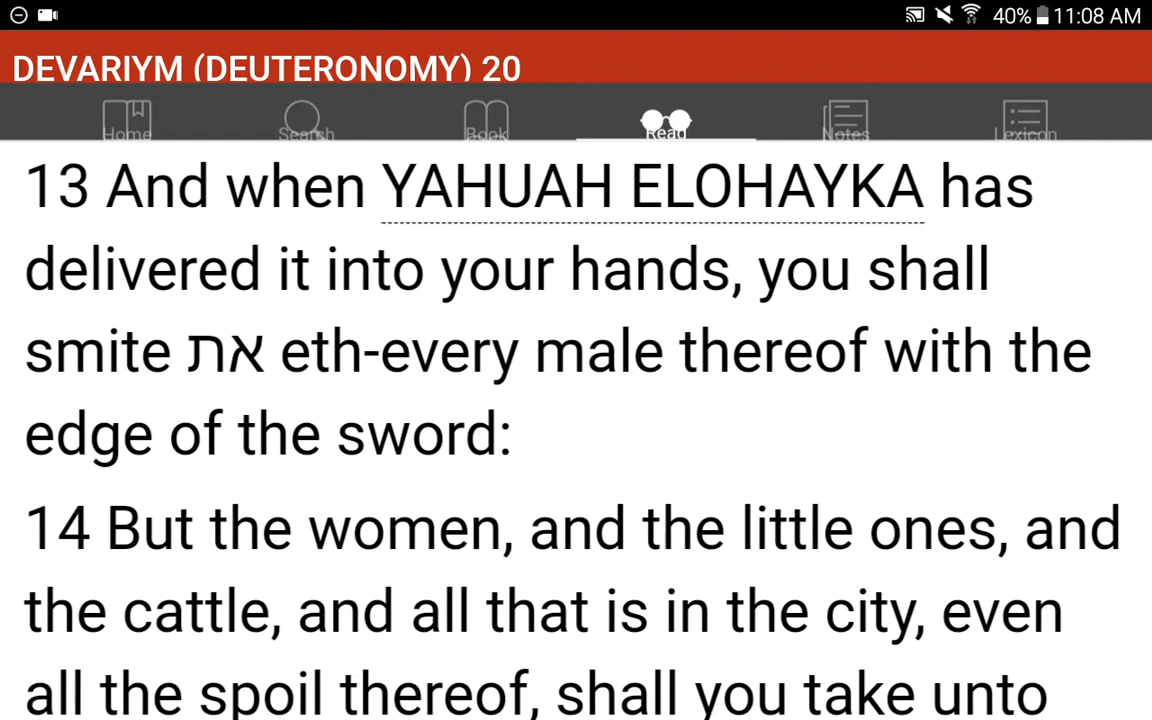 40% 11:08 AM
DEVARIYM (DEUTERONOMY) 20
Home Search Book Read Notes Lexicon
13 And when YAHUAH ELOHAYKA has
delivered it into your hands, you shall
smite את eth-every male thereof with the
edge of the sword:
14 But the women, and the little ones, and
the cattle, and all that is in the city, even
all the spoil thereof, shall you take unto